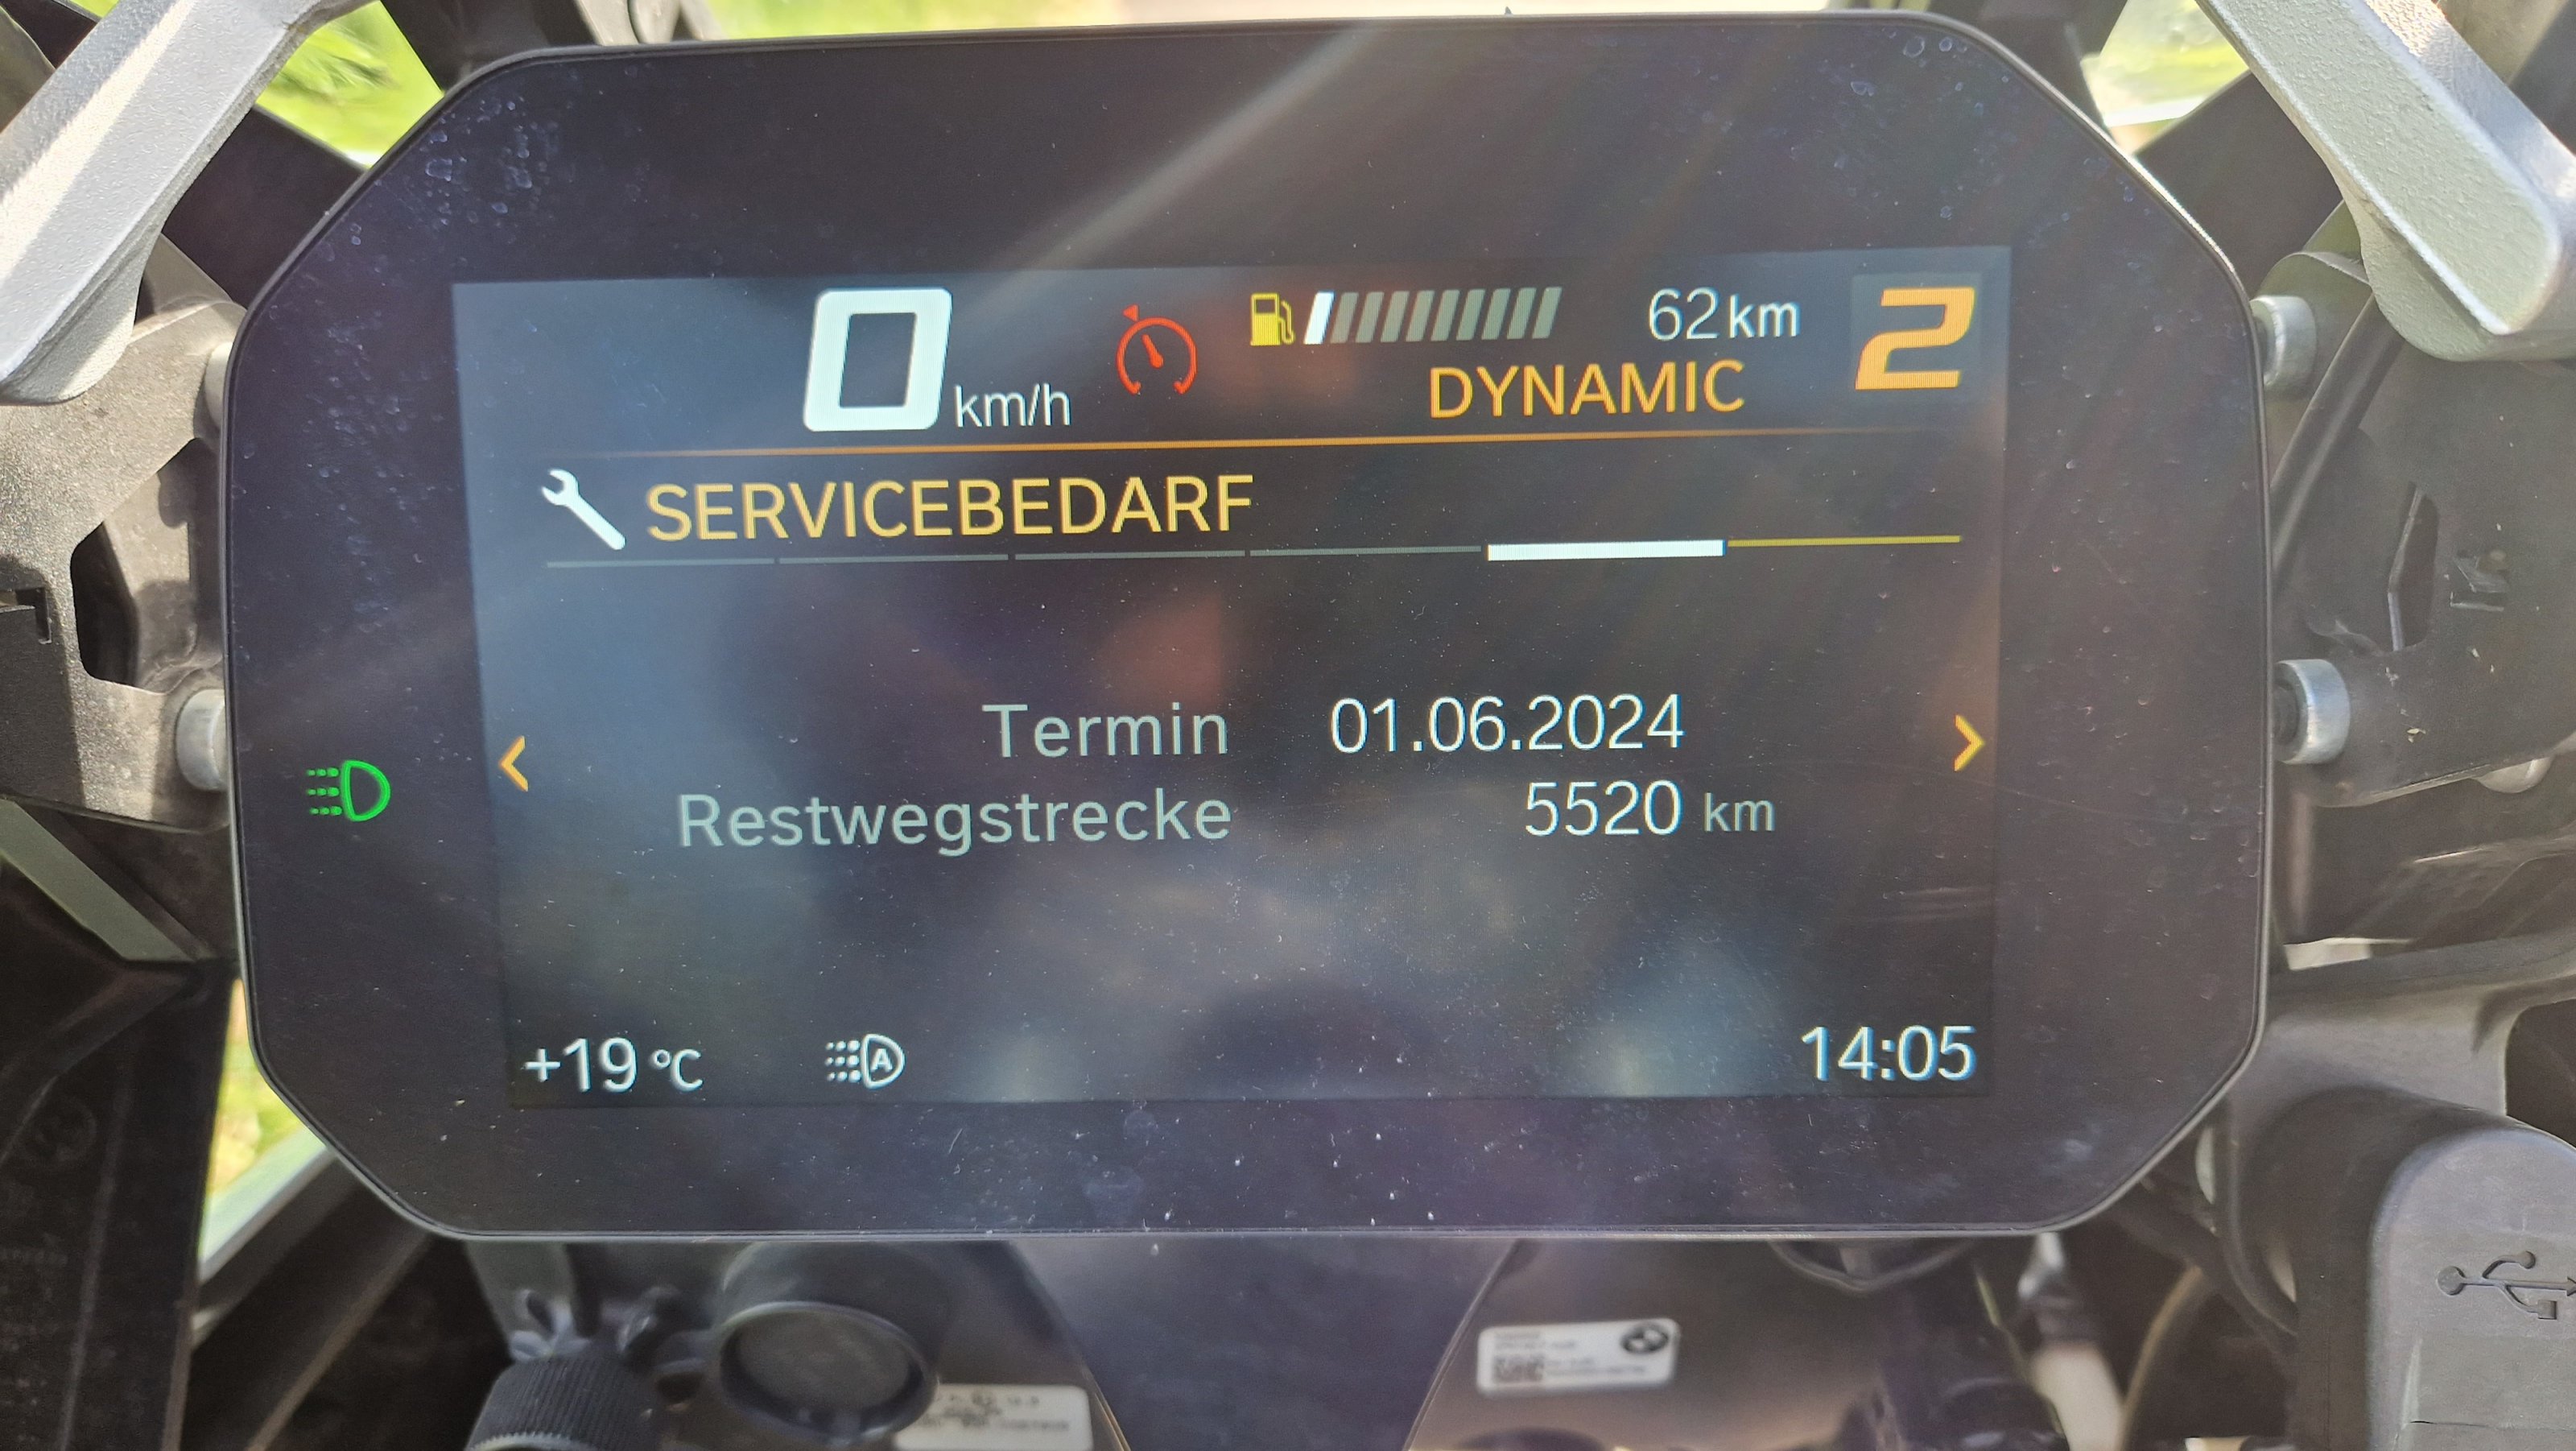 0 km/h 62 km 2
DYNAMIC
SERVICEBEDARF
Termin 01.06.2024
Restwegstrecke 5520 km
+19 °C A 14:05